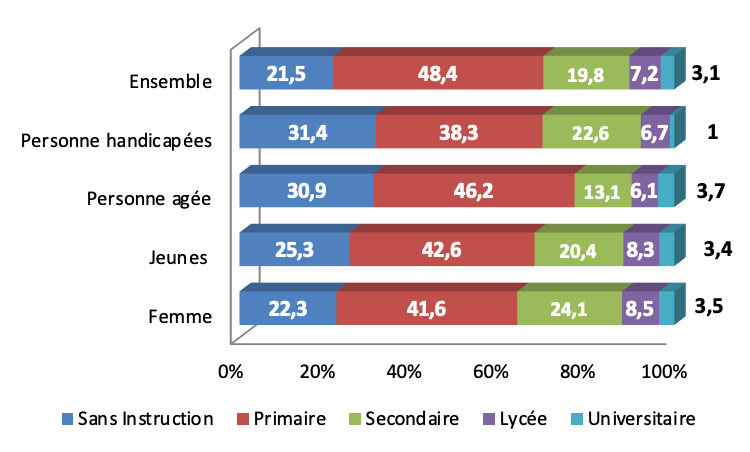 Ensemble 21,5 48,4 19,8 7,2 3,1
Personne handicapées 31,4 38,3 22,6 6,7 1
Personne agée 30,9 46,2 13,1 6,1 3,7
Jeunes 25,3 42,6 20,4 8,3 3,4
Femme 22,3 41,6 24,1 8,5 3,5
0% 20% 40% 60% 80% 100%
Sans Instruction Primaire Secondaire Lycée Universitaire